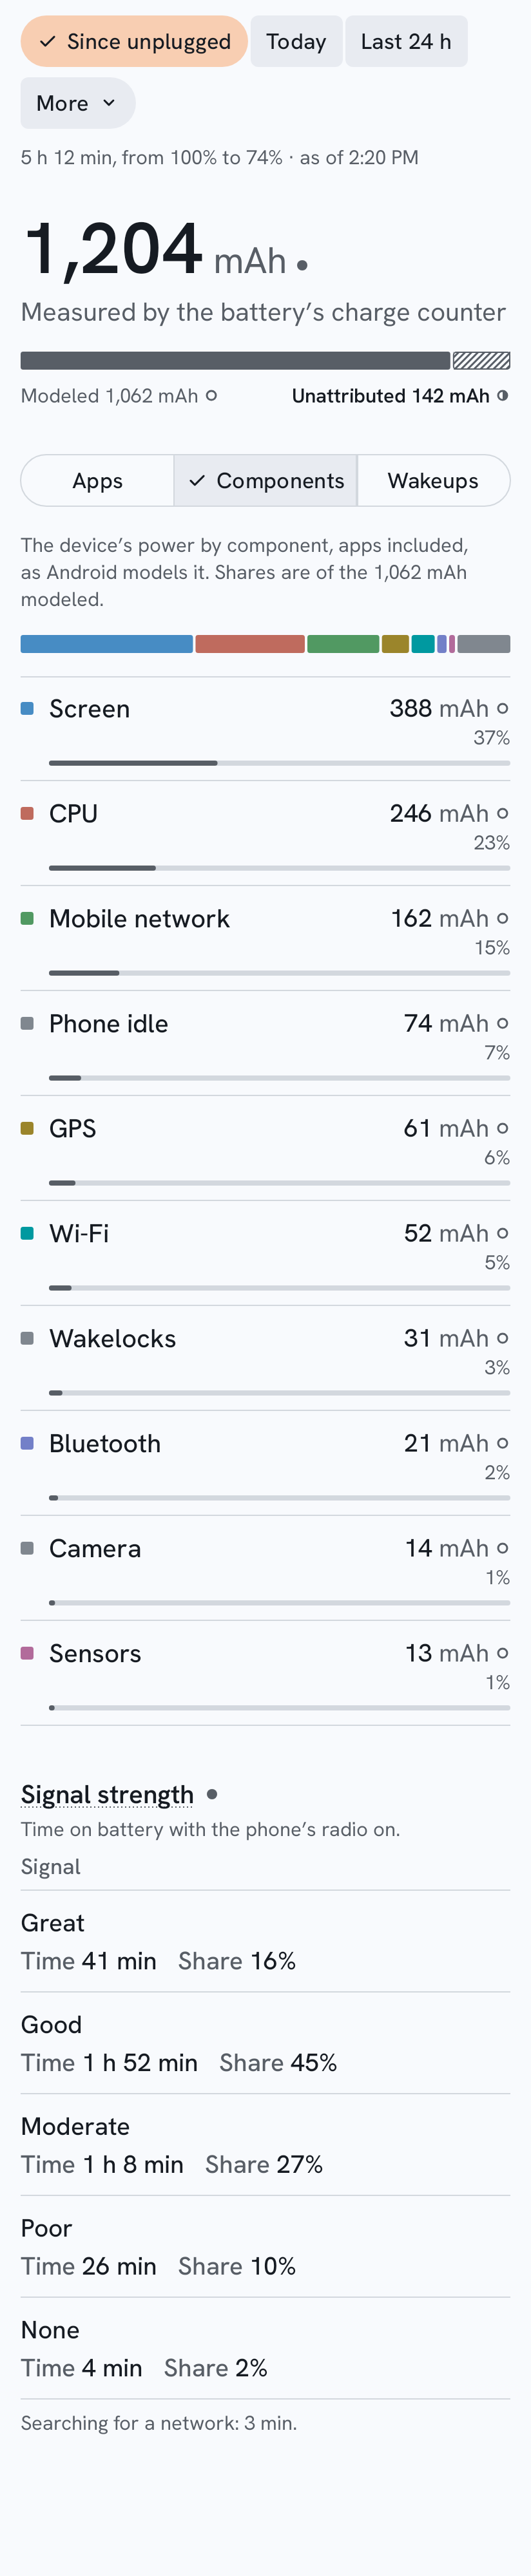 Since unplugged
Today
Last 24 h
More
5 h 12 min, from 100% to 74% · as of 2:20 PM
1,204 mAh
Measured by the battery’s charge counter
Modeled 1,062 mAh
Unattributed 142 mAh
Apps
Components
Wakeups
The device’s power by component, apps included,
as Android models it. Shares are of the 1,062 mAh
modeled.
Screen
388 mAh
37%
CPU
246 mAh
23%
Mobile network
162 mAh
15%
Phone idle
74 mAh
7%
GPS
61 mAh
6%
Wi-Fi
52 mAh
5%
Wakelocks
31 mAh
3%
Bluetooth
21 mAh
2%
Camera
14 mAh
1%
Sensors
13 mAh
1%
Signal strength
Time on battery with the phone’s radio on.
Signal
Great
Time 41 min Share 16%
Good
Time 1 h 52 min Share 45%
Moderate
Time 1 h 8 min Share 27%
Poor
Time 26 min Share 10%
None
Time 4 min Share 2%
Searching for a network: 3 min.